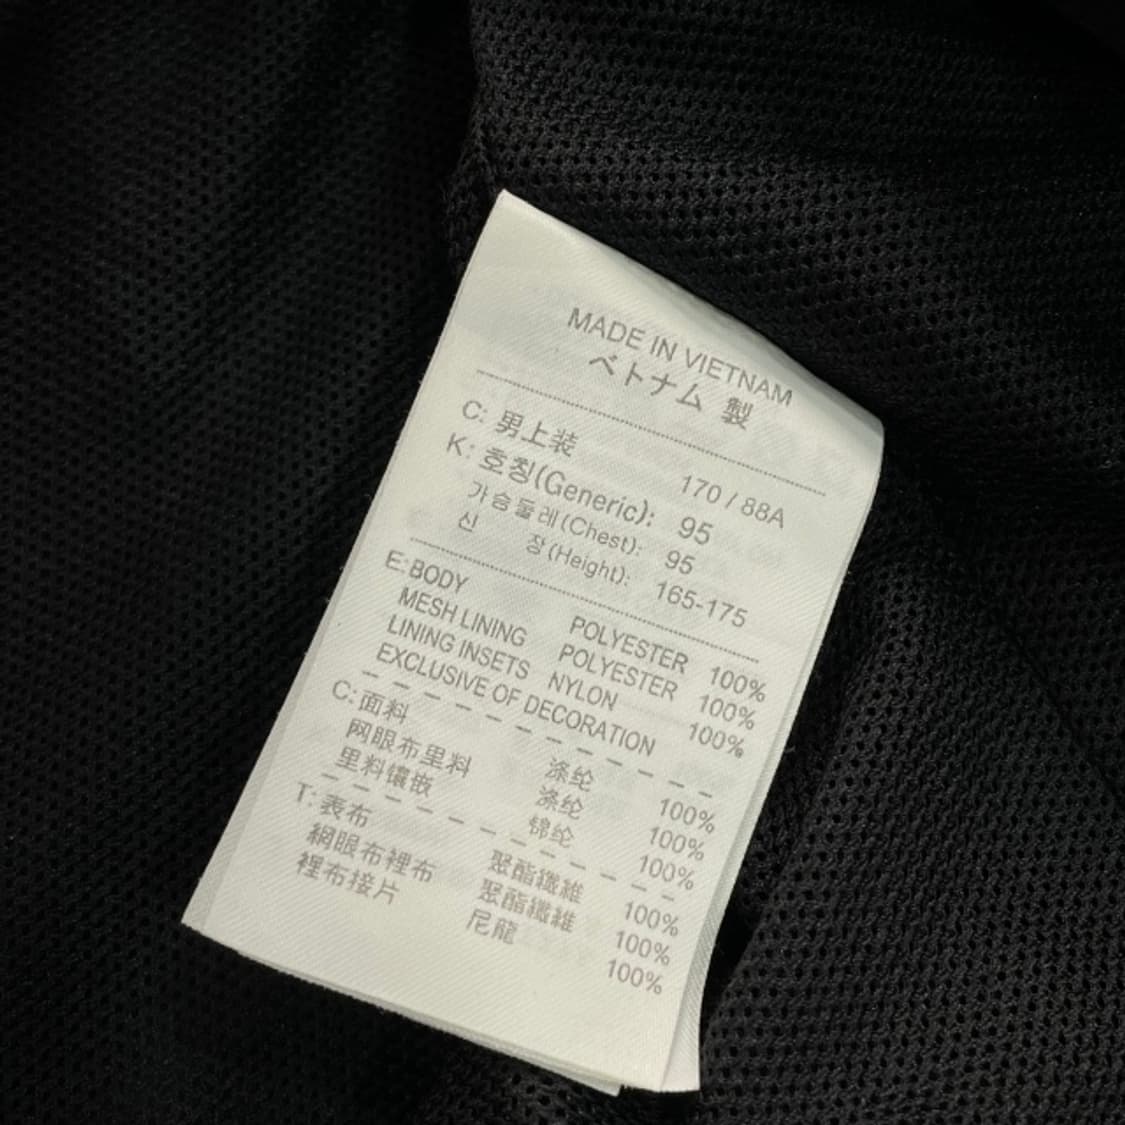 MADE IN VIETNAM
ベトナム 製
C: 男上装 170 / 88A
K: 호칭(Generic): 95
가슴둘레(Chest): 95
신 장(Height): 165-175
E: BODY POLYESTER 100%
MESH LINING POLYESTER 100%
LINING INSETS NYLON 100%
EXCLUSIVE OF DECORATION
C: 面料 涤纶 100%
网眼布里料 涤纶 100%
里料镶嵌 锦纶 100%
T: 表布 聚酯纖維 100%
網眼布裡布 聚酯纖維 100%
裡布接片 尼龍 100%